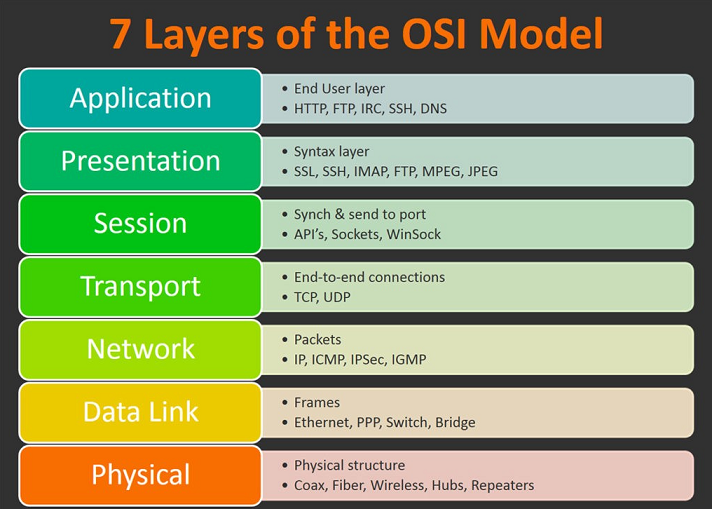 7 Layers of the OSI Model
Application
• End User layer
• HTTP, FTP, IRC, SSH, DNS
Presentation
• Syntax layer
• SSL, SSH, IMAP, FTP, MPEG, JPEG
Session
• Synch & send to port
• API’s, Sockets, WinSock
Transport
• End-to-end connections
• TCP, UDP
Network
• Packets
• IP, ICMP, IPSec, IGMP
Data Link
• Frames
• Ethernet, PPP, Switch, Bridge
Physical
• Physical structure
• Coax, Fiber, Wireless, Hubs, Repeaters